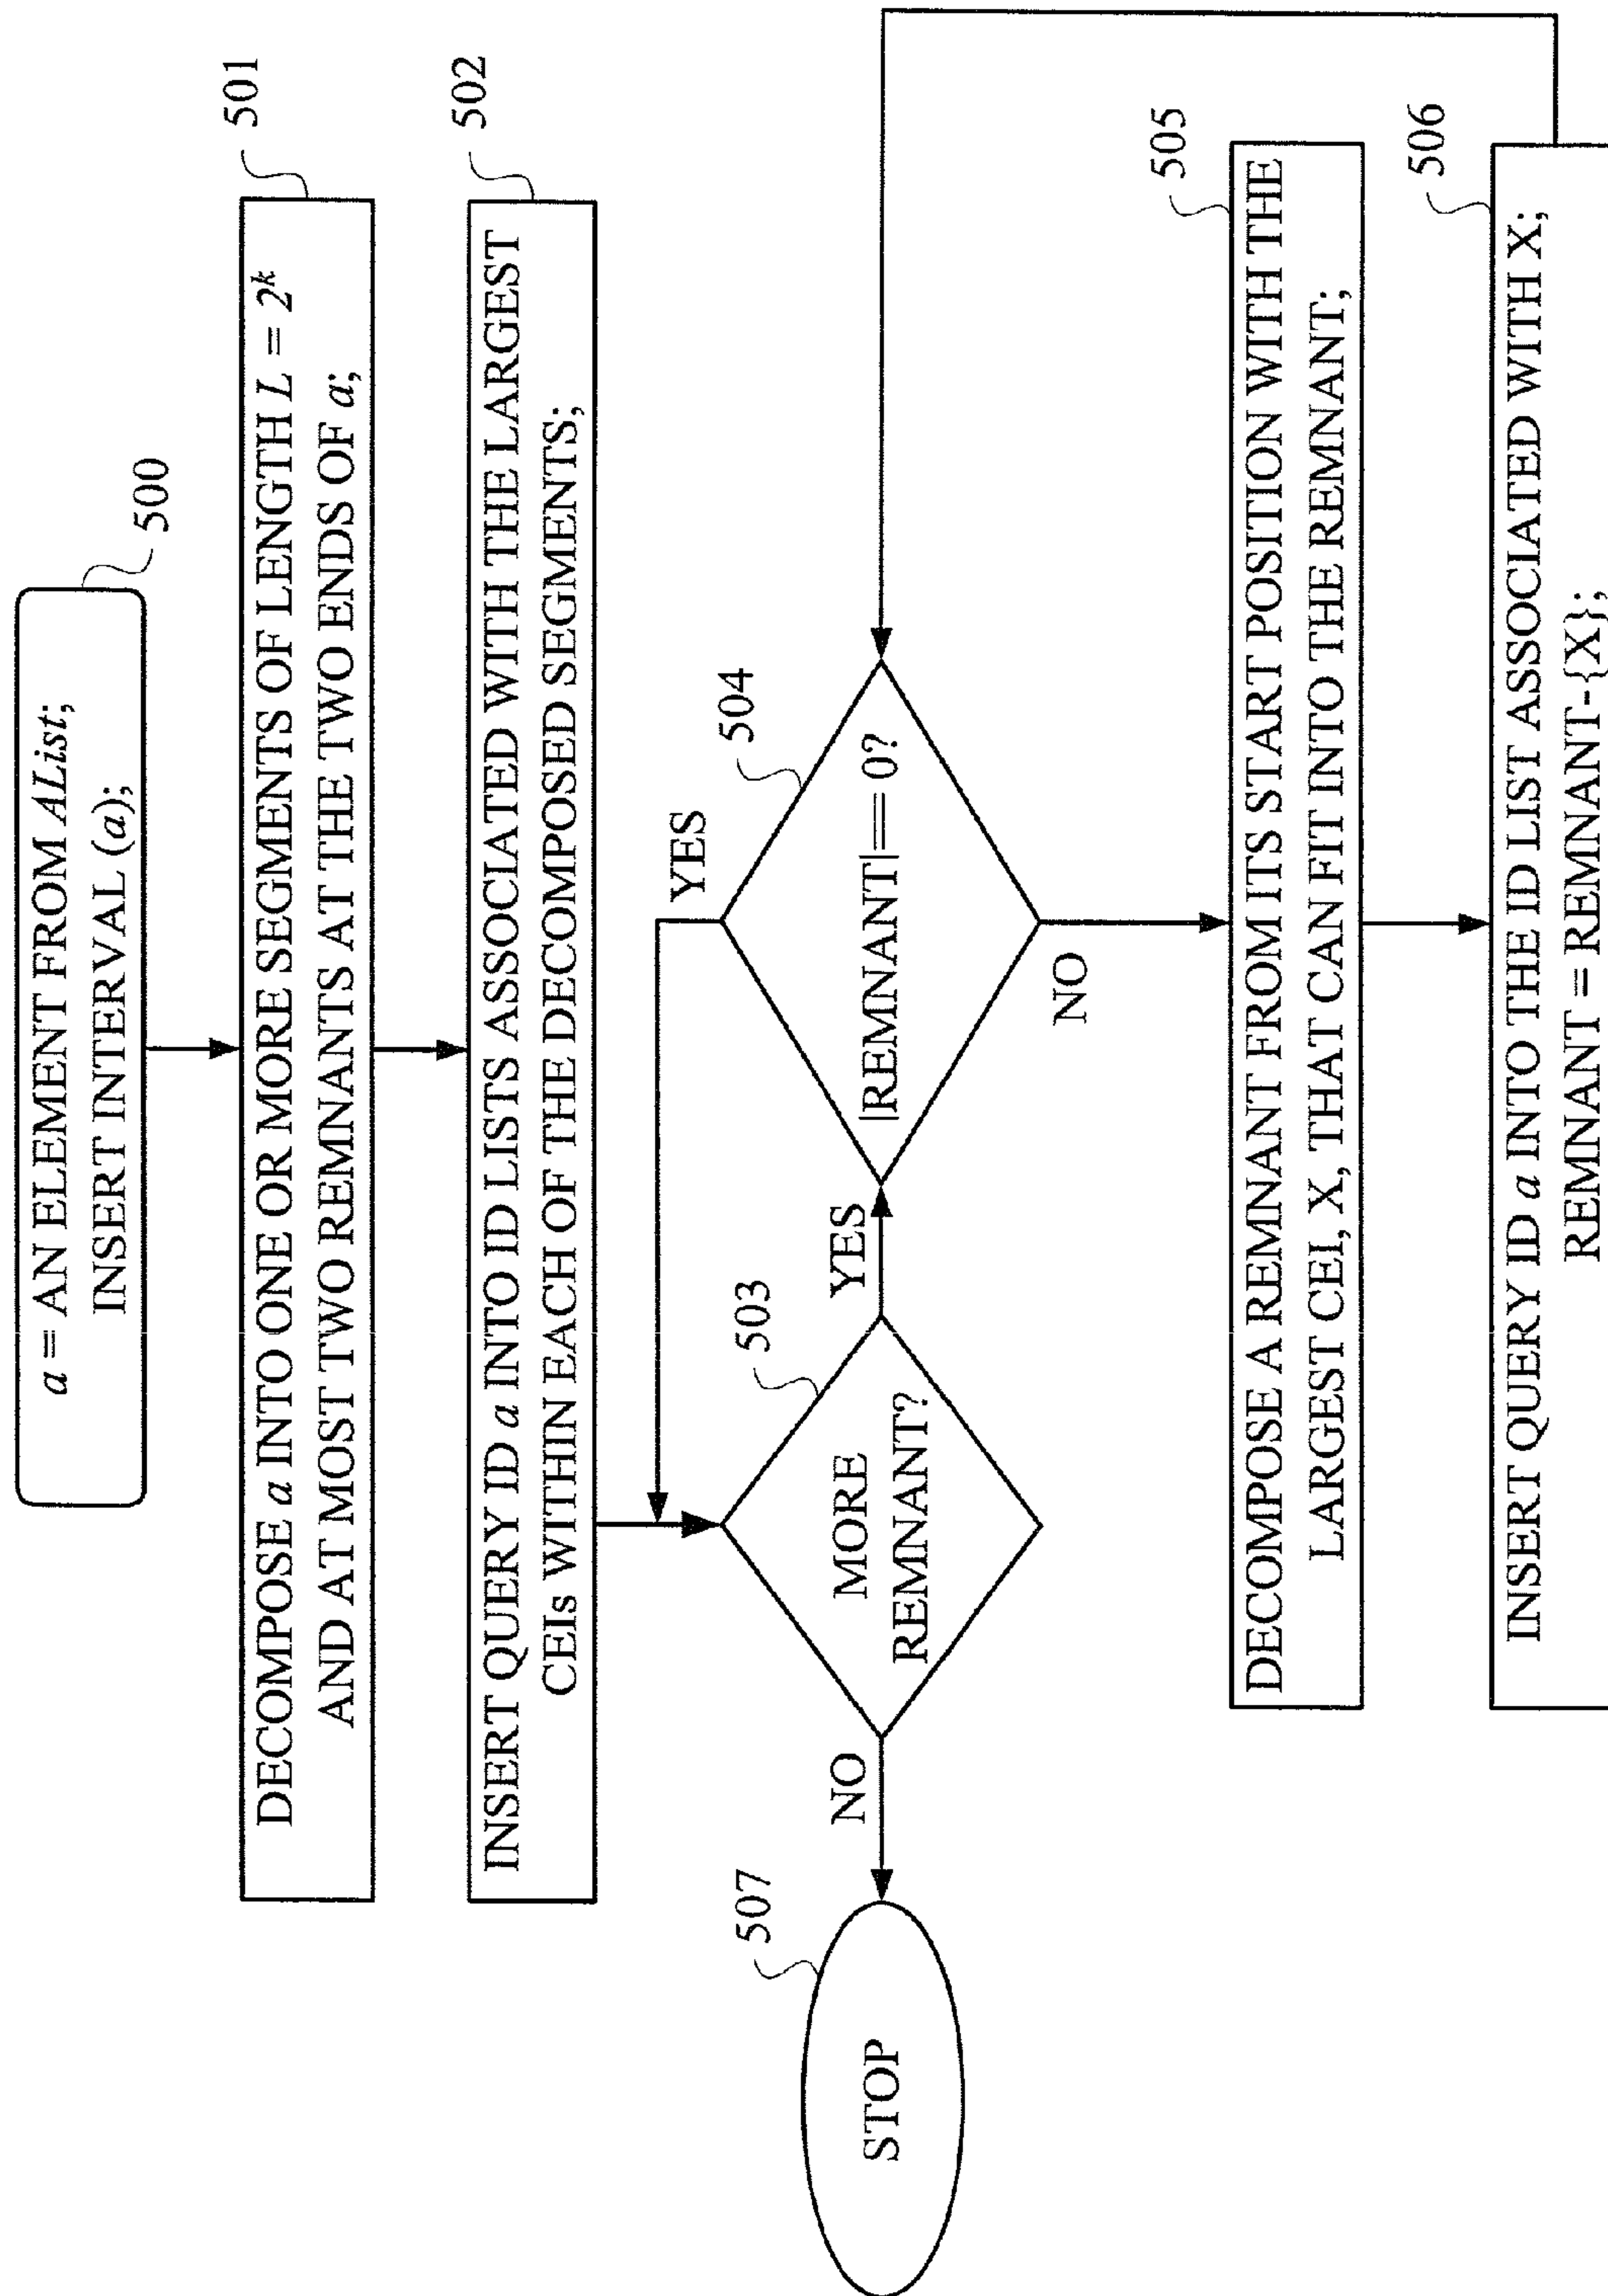 a = AN ELEMENT FROM AList;
INSERT INTERVAL (a);
500
501
DECOMPOSE a INTO ONE OR MORE SEGMENTS OF LENGTH L = 2^k
AND AT MOST TWO REMNANTS AT THE TWO ENDS OF a;
502
INSERT QUERY ID a INTO ID LISTS ASSOCIATED WITH THE LARGEST
CEIs WITHIN EACH OF THE DECOMPOSED SEGMENTS;
503
MORE
REMNANT?
YES
NO
507
STOP
504
|REMNANT|== 0?
YES
NO
505
DECOMPOSE A REMNANT FROM ITS START POSITION WITH THE
LARGEST CEI, X, THAT CAN FIT INTO THE REMNANT;
506
INSERT QUERY ID a INTO THE ID LIST ASSOCIATED WITH X;
REMNANT = REMNANT-{X};